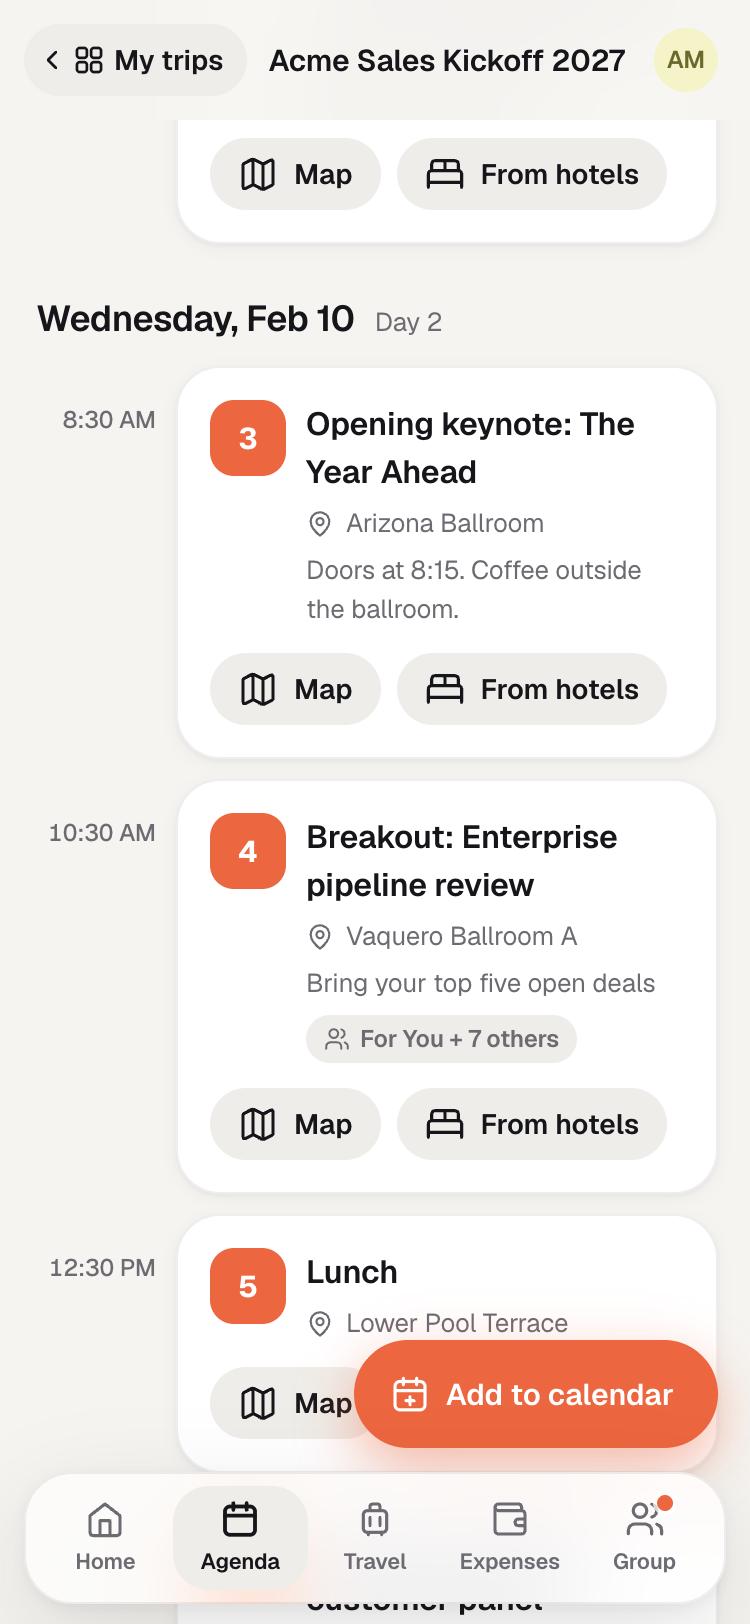 My trips
Acme Sales Kickoff 2027
AM
Map
From hotels
Wednesday, Feb 10
Day 2
8:30 AM
3
Opening keynote: The
Year Ahead
Arizona Ballroom
Doors at 8:15. Coffee outside
the ballroom.
Map
From hotels
10:30 AM
4
Breakout: Enterprise
pipeline review
Vaquero Ballroom A
Bring your top five open deals
For You + 7 others
Map
From hotels
12:30 PM
5
Lunch
Lower Pool Terrace
Map
Add to calendar
Home
Agenda
Travel
Expenses
Group
customer panel